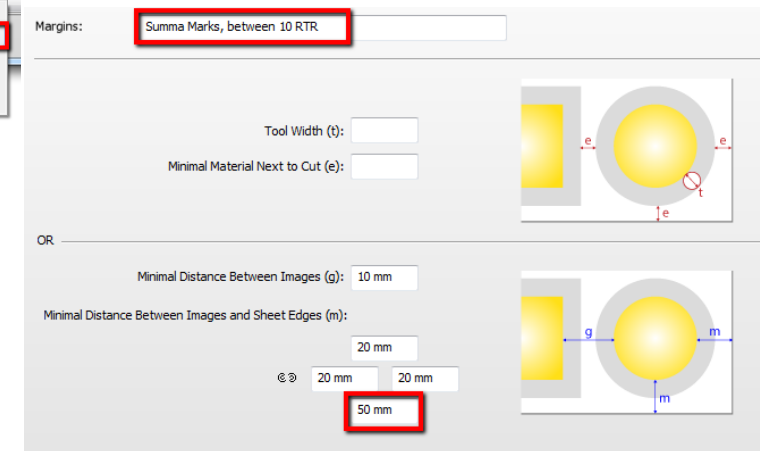 Margins: Summa Marks, between 10 RTR
Tool Width (t):
Minimal Material Next to Cut (e):
e e
t
e
OR
Minimal Distance Between Images (g): 10 mm
Minimal Distance Between Images and Sheet Edges (m):
20 mm
20 mm 20 mm
50 mm
g m
m